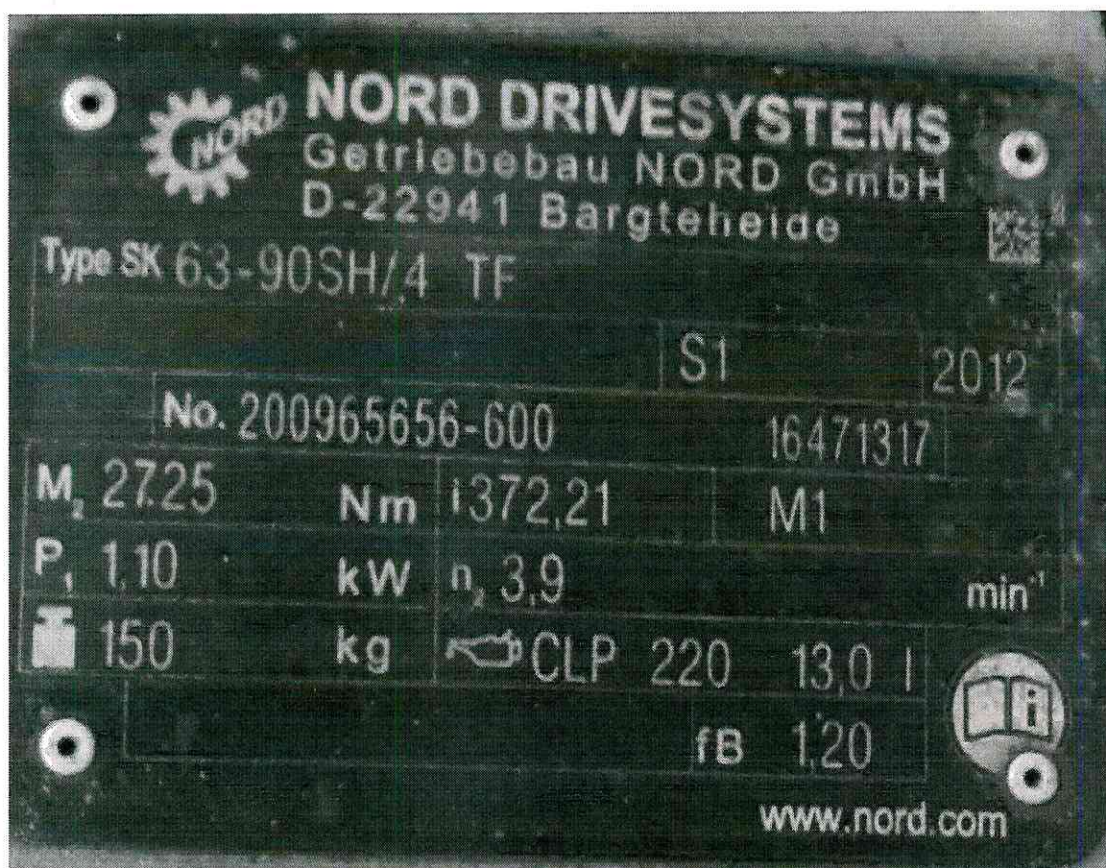 NORD
NORD DRIVESYSTEMS
Getriebebau NORD GmbH
D-22941 Bargteheide
Type SK 63-90SH/4 TF
S1 2012
No. 200965656-600 16471317
M₂ 27.25 Nm i 372,21 M1
P₁ 1,10 kW n₂ 3,9 min⁻¹
150 kg CLP 220 13,0 l
fB 1,20
www.nord.com